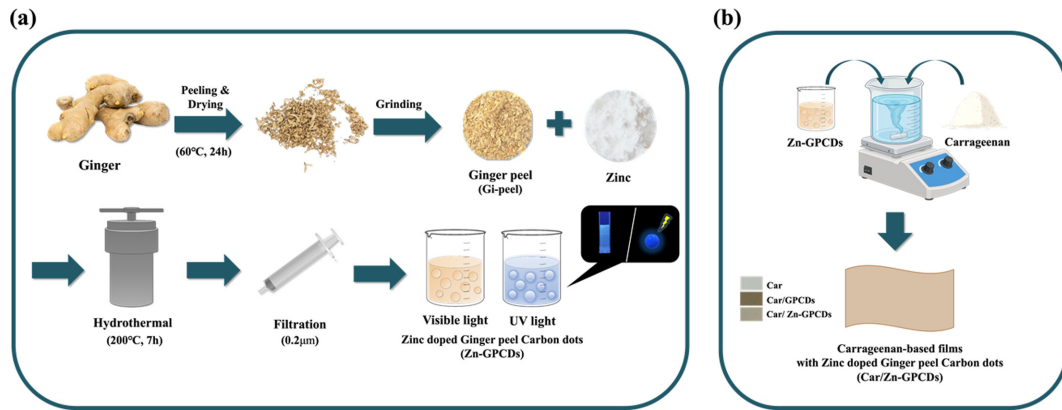 (a)
Peeling &
Drying
(60℃, 24h)
Grinding
Ginger
Ginger peel
(Gi-peel)
Zinc
Hydrothermal
(200℃, 7h)
Filtration
(0.2μm)
Visible light
UV light
Zinc doped Ginger peel Carbon dots
(Zn-GPCDs)
(b)
Zn-GPCDs
Carrageenan
Car
Car/GPCDs
Car/ Zn-GPCDs
Carrageenan-based films
with Zinc doped Ginger peel Carbon dots
(Car/Zn-GPCDs)